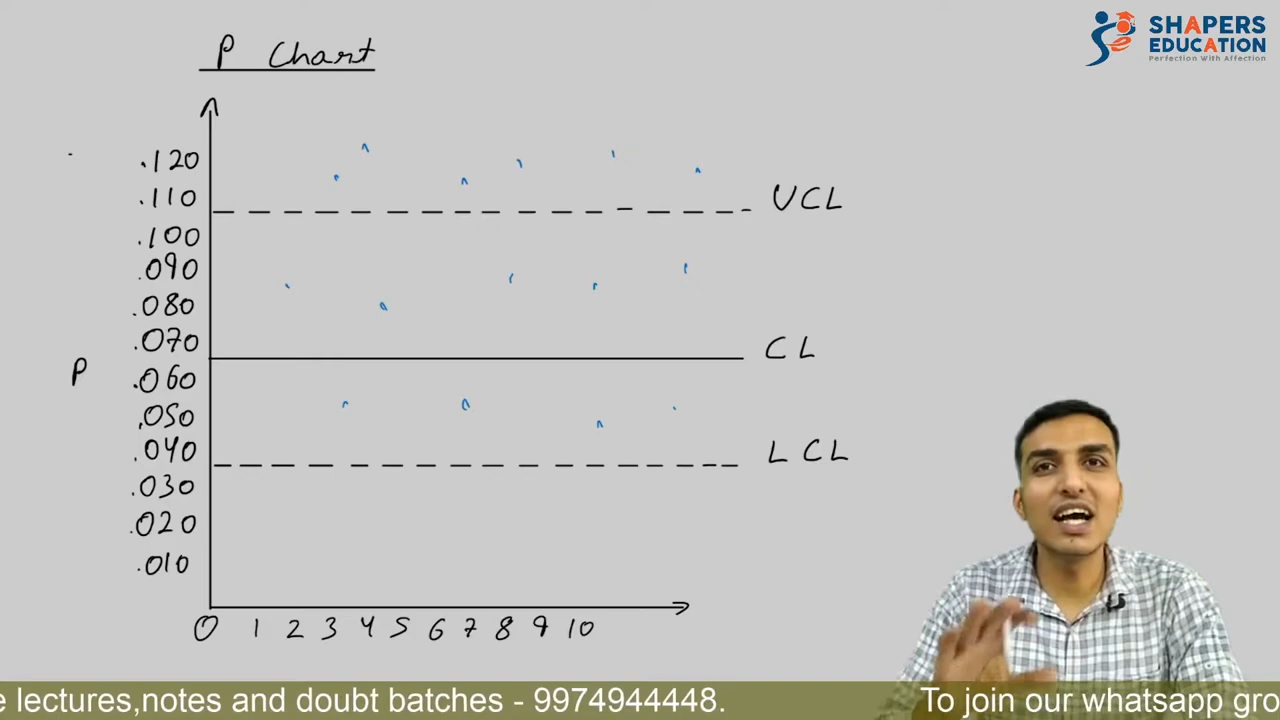 P Chart
SHAPERS
EDUCATION
Perfection With Affection
.120
.110
UCL
.100
.090
.080
.070
CL
P
.060
.050
.040
LCL
.030
.020
.010
0 1 2 3 4 5 6 7 8 9 10
e lectures,notes and doubt batches - 9974944448. To join our whatsapp gro